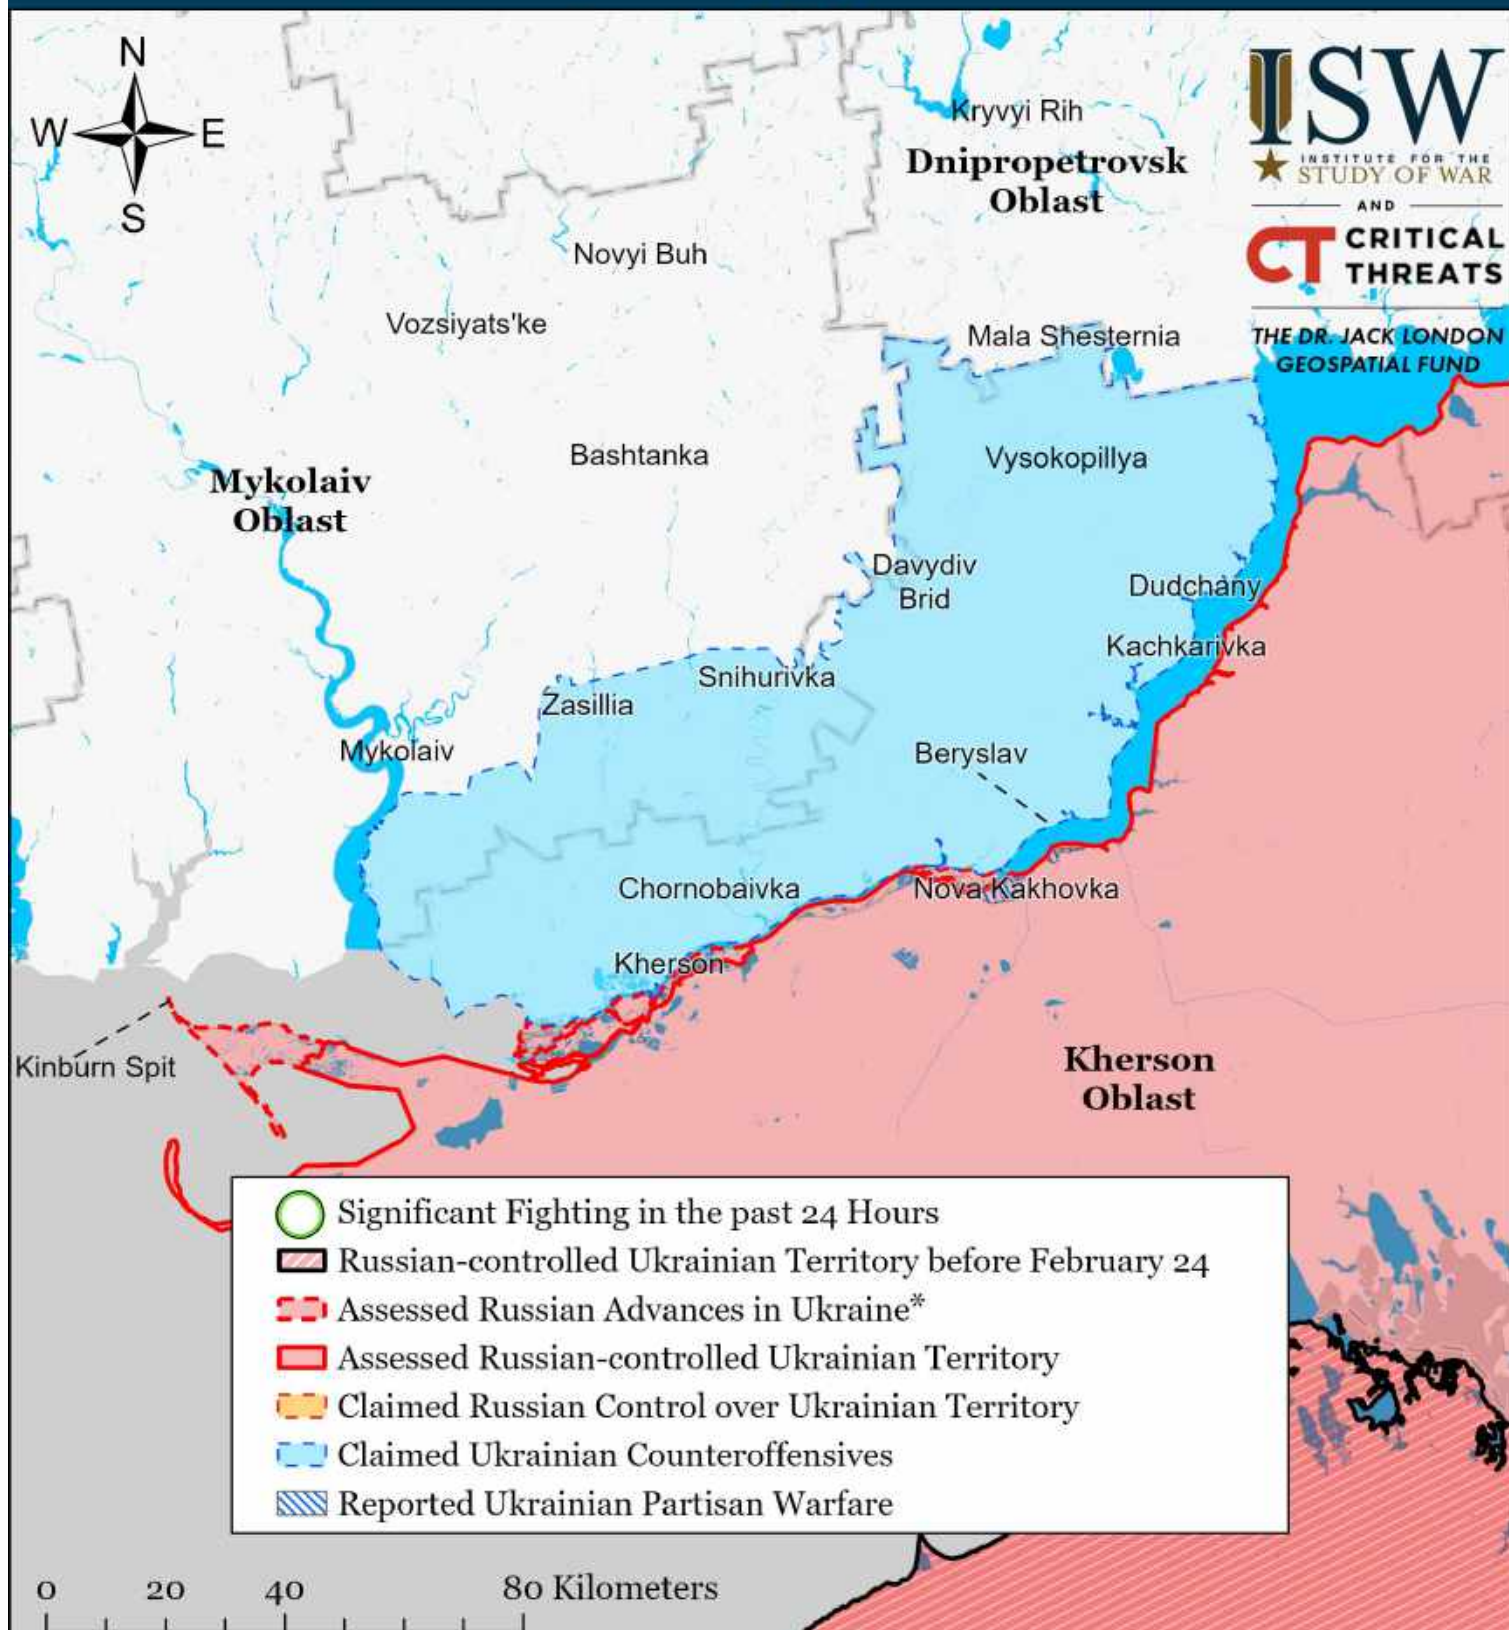 N
W
E
S
ISW
INSTITUTE FOR THE
STUDY OF WAR
AND
CT CRITICAL
THREATS
THE DR. JACK LONDON
GEOSPATIAL FUND
Kryvyi Rih
Dnipropetrovsk
Oblast
Novyi Buh
Vozsiyats'ke
Mala Shesternia
Bashtanka
Vysokopillya
Mykolaiv
Oblast
Davydiv
Brid
Dudchany
Kachkarivka
Snihurivka
Zasillia
Mykolaiv
Beryslav
Chornobaivka
Nova Kakhovka
Kherson
Kinburn Spit
Kherson
Oblast
Significant Fighting in the past 24 Hours
Russian-controlled Ukrainian Territory before February 24
Assessed Russian Advances in Ukraine*
Assessed Russian-controlled Ukrainian Territory
Claimed Russian Control over Ukrainian Territory
Claimed Ukrainian Counteroffensives
Reported Ukrainian Partisan Warfare
0 20 40 80 Kilometers